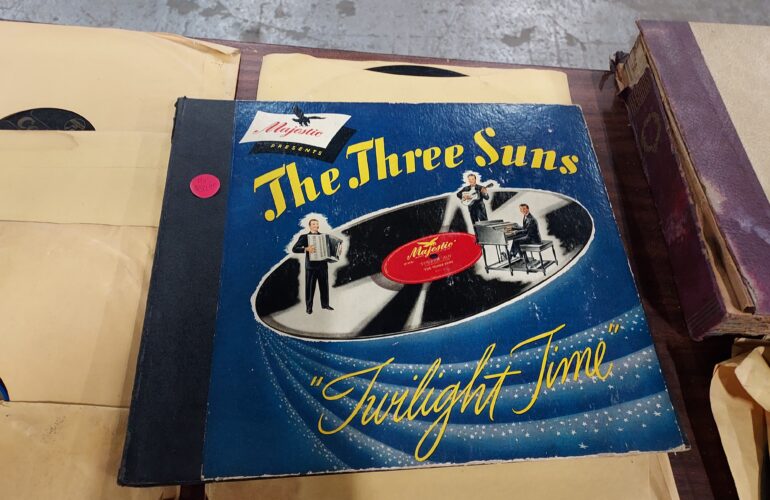 Majestic
PRESENTS
The Three Suns
Majestic
"Twilight Time"